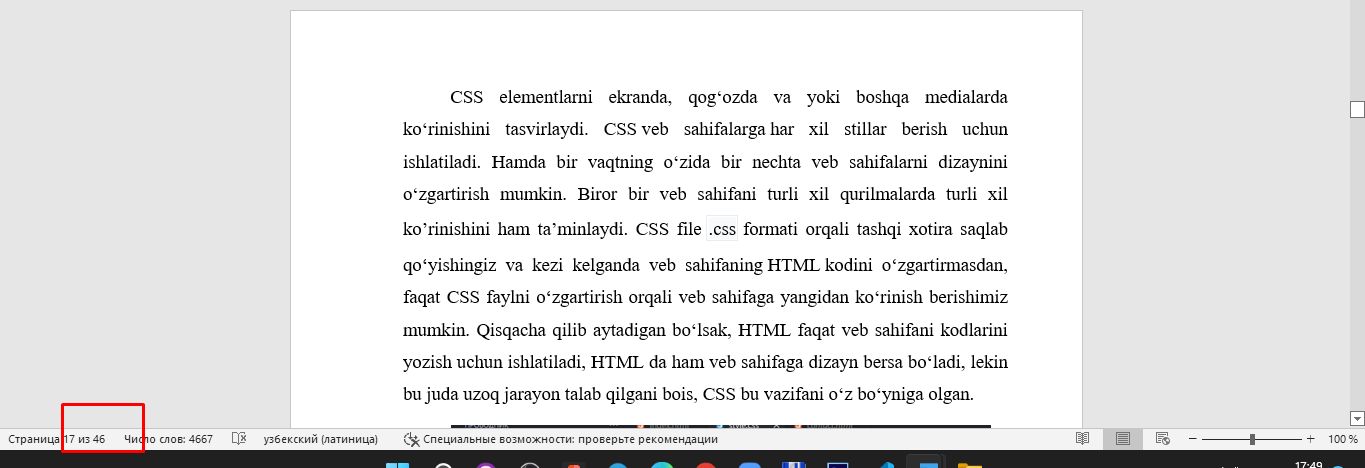 CSS elementlarni ekranda, qog‘ozda va yoki boshqa medialarda
ko‘rinishini tasvirlaydi. CSS veb sahifalarga har xil stillar berish uchun
ishlatiladi. Hamda bir vaqtning o‘zida bir nechta veb sahifalarni dizaynini
o‘zgartirish mumkin. Biror bir veb sahifani turli xil qurilmalarda turli xil
ko’rinishini ham ta’minlaydi. CSS file .css formati orqali tashqi xotira saqlab
qo‘yishingiz va kezi kelganda veb sahifaning HTML kodini o‘zgartirmasdan,
faqat CSS faylni o‘zgartirish orqali veb sahifaga yangidan ko‘rinish berishimiz
mumkin. Qisqacha qilib aytadigan bo‘lsak, HTML faqat veb sahifani kodlarini
yozish uchun ishlatiladi, HTML da ham veb sahifaga dizayn bersa bo‘ladi, lekin
bu juda uzoq jarayon talab qilgani bois, CSS bu vazifani o‘z bo‘yniga olgan.
Страница 17 из 46 Число слов: 4667 узбекский (латиница) Специальные возможности: проверьте рекомендации 100 %
17:49